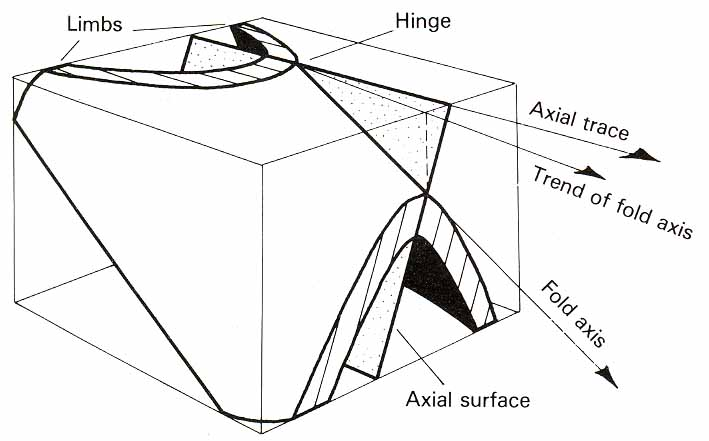 Limbs
Hinge
Axial trace
Trend of fold axis
Fold axis
Axial surface